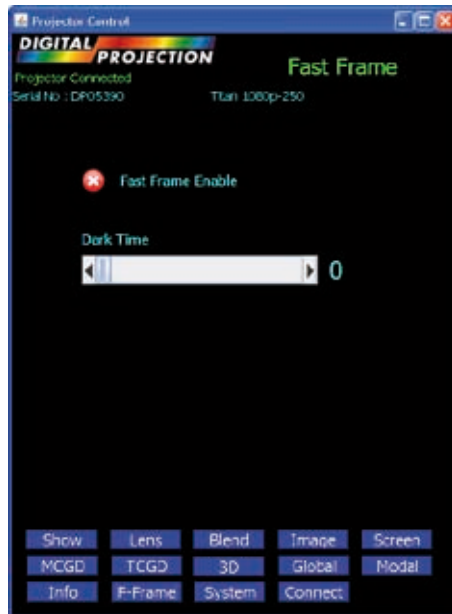 Projector Control
DIGITAL PROJECTION
Fast Frame
Projector Connected
Serial No : DP05390 Titan 1080p-250
Fast Frame Enable
Dark Time
0
Show Lens Blend Image Screen
MCGD TCGD 3D Global Modal
Info F-Frame System Connect